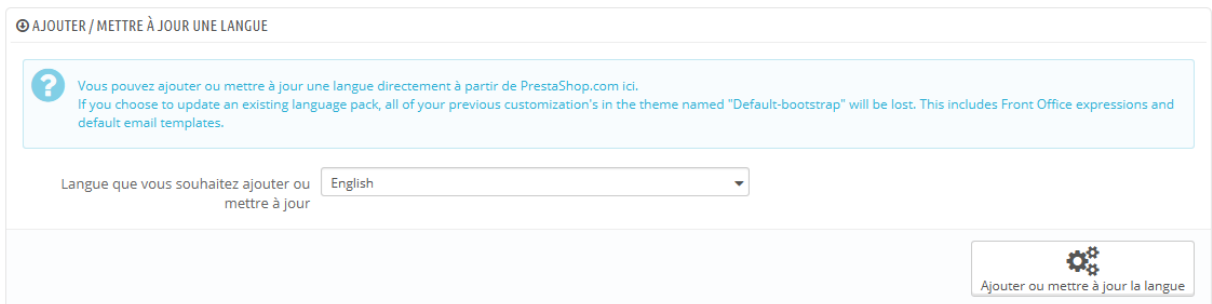 AJOUTER / METTRE À JOUR UNE LANGUE
Vous pouvez ajouter ou mettre à jour une langue directement à partir de PrestaShop.com ici.
If you choose to update an existing language pack, all of your previous customization's in the theme named "Default-bootstrap" will be lost. This includes Front Office expressions and
default email templates.
Langue que vous souhaitez ajouter ou
mettre à jour
English
Ajouter ou mettre à jour la langue